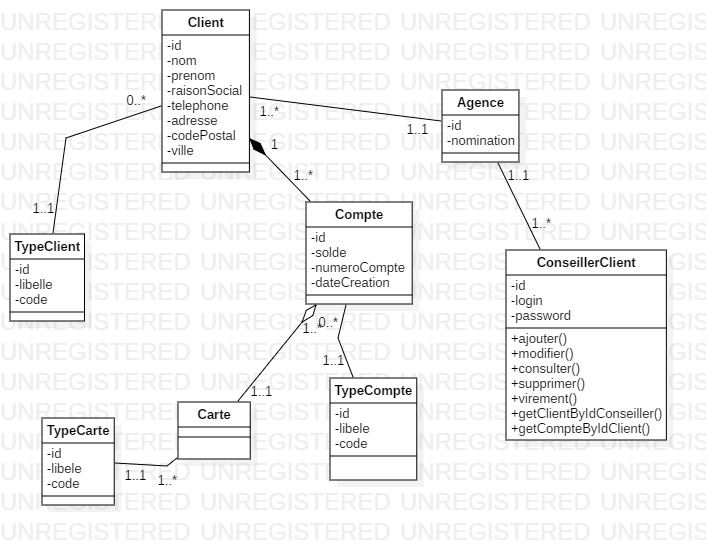 Client
-id
-nom
-prenom
-raisonSocial
-telephone
-adresse
-codePostal
-ville
0..*
1..*
1..1
1
1..*
Agence
-id
-nomination
1..1
1..*
1..1
TypeClient
-id
-libelle
-code
Compte
-id
-solde
-numeroCompte
-dateCreation
ConseillerClient
-id
-login
-password
+ajouter()
+modifier()
+consulter()
+supprimer()
+virement()
+getClientByIdConseiller()
+getCompteByIdClient()
1..*
0..*
1..1
1..1
TypeCompte
-id
-libele
-code
Carte
TypeCarte
-id
-libele
-code
1..1
1..*
UNREGISTERED UNREGISTERED UNREGISTERED UNREGIS